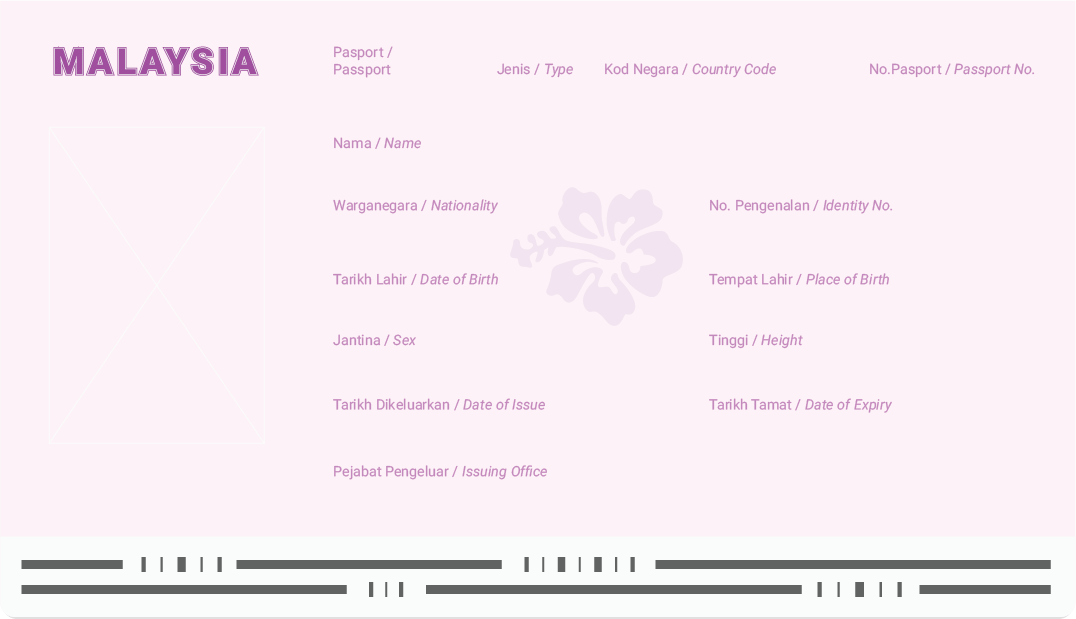 MALAYSIA
Pasport /
Passport
Jenis / Type
Kod Negara / Country Code
No.Pasport / Passport No.
Nama / Name
Warganegara / Nationality
No. Pengenalan / Identity No.
Tarikh Lahir / Date of Birth
Tempat Lahir / Place of Birth
Jantina / Sex
Tinggi / Height
Tarikh Dikeluarkan / Date of Issue
Tarikh Tamat / Date of Expiry
Pejabat Pengeluar / Issuing Office